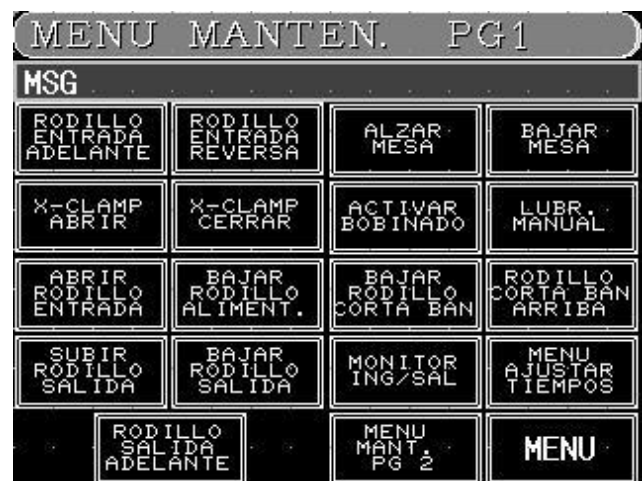 MENU MANTEN. PG1
MSG
RODILLO
ENTRADA
ADELANTE
RODILLO
ENTRADA
REVERSA
ALZAR
MESA
BAJAR
MESA
X-CLAMP
ABRIR
X-CLAMP
CERRAR
ACTIVAR
BOBINADO
LUBR.
MANUAL
ABRIR
RODILLO
ENTRADA
BAJAR
RODILLO
ALIMENT.
BAJAR
RODILLO
CORTA BAN
RODILLO
CORTA BAN
ARRIBA
SUBIR
RODILLO
SALIDA
BAJAR
RODILLO
SALIDA
MONITOR
ING/SAL
MENU
AJUSTAR
TIEMPOS
RODILLO
SALIDA
ADELANTE
MENU
MANT.
PG 2
MENU